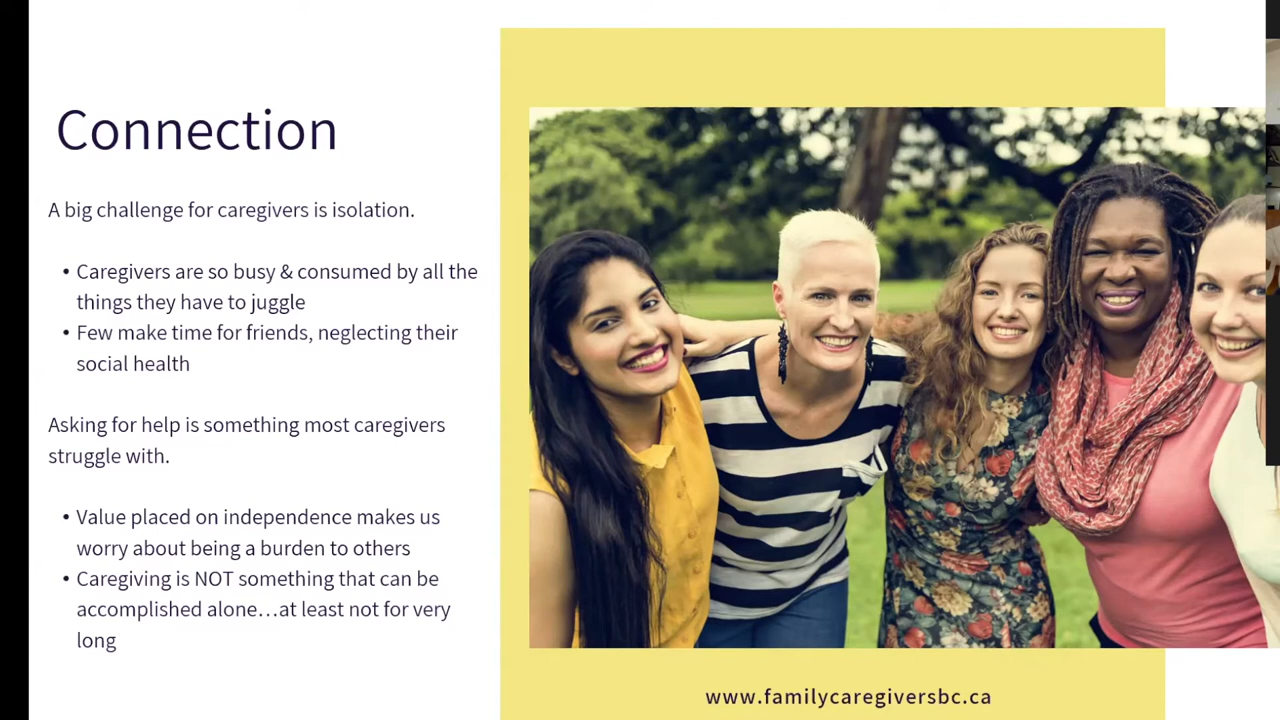 Connection
A big challenge for caregivers is isolation.
• Caregivers are so busy & consumed by all the
things they have to juggle
• Few make time for friends, neglecting their
social health
Asking for help is something most caregivers
struggle with.
• Value placed on independence makes us
worry about being a burden to others
• Caregiving is NOT something that can be
accomplished alone…at least not for very
long
www.familycaregiversbc.ca